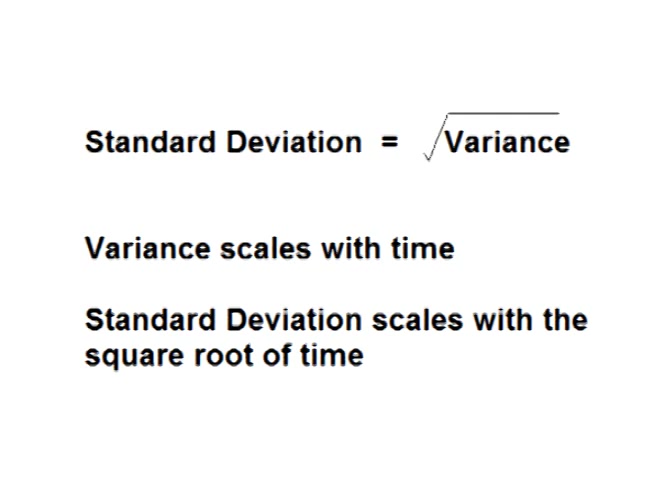 Standard Deviation = √Variance
Variance scales with time
Standard Deviation scales with the
square root of time